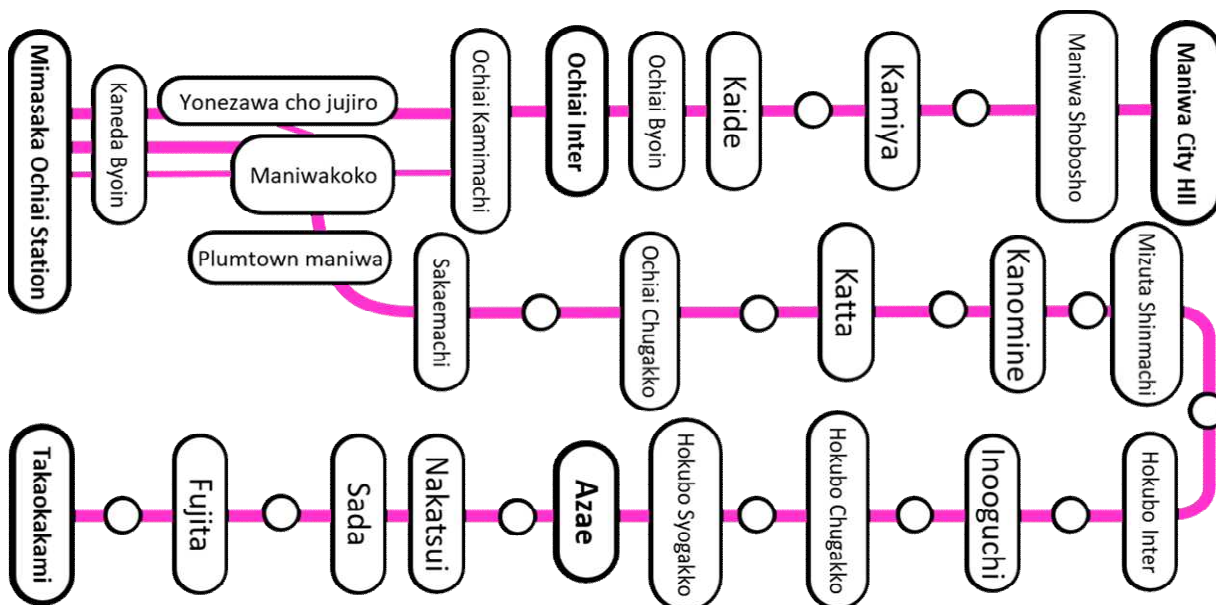 Mimasaka Ochiai Station
Kaneda Byoin
Yonezawa cho jujiro
Maniwakoko
Plumtown maniwa
Ochiai Kamimachi
Ochiai Inter
Ochiai Byoin
Kaide
Kamiya
Maniwa Shobosho
Maniwa City Hll
Sakaemachi
Ochiai Chugakko
Katta
Kanomine
Mizuta Shinmachi
Takaokakami
Fujita
Sada
Nakatsui
Azae
Hokubo Syogakko
Hokubo Chugakko
Inooguchi
Hokubo Inter